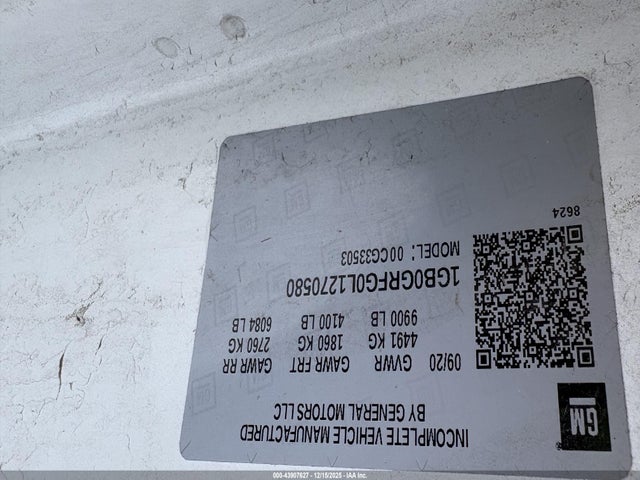 GM
INCOMPLETE VEHICLE MANUFACTURED
BY GENERAL MOTORS LLC
09/20 GVWR GAWR FRT GAWR RR
4491 KG 1860 KG 2760 KG
9900 LB 4100 LB 6084 LB
1GB0GRFG0L1270580
MODEL: 00CG33503
8624
000-43907627 - 12/15/2025 - IAA Inc.